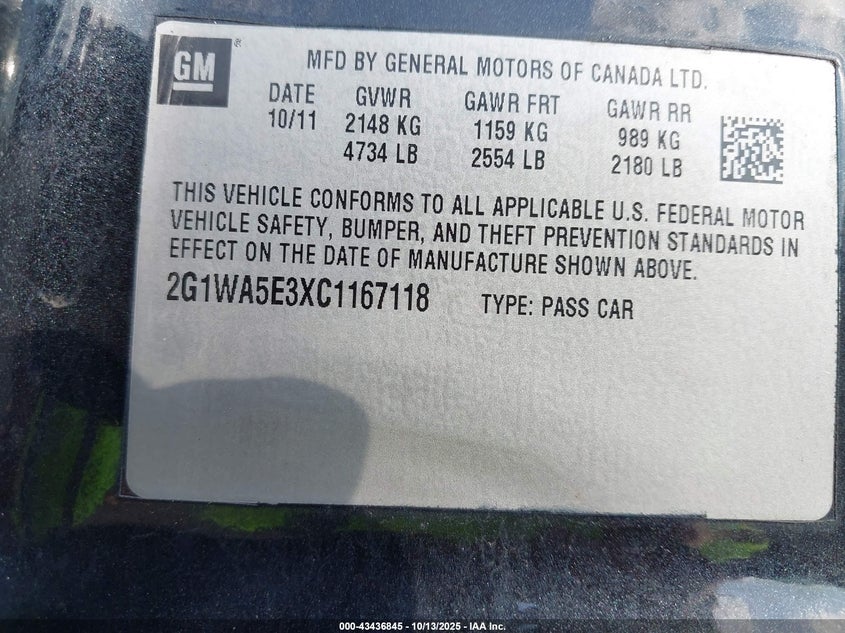 GM ®
MFD BY GENERAL MOTORS OF CANADA LTD.
DATE GVWR GAWR FRT GAWR RR
10/11 2148 KG 1159 KG 989 KG
4734 LB 2554 LB 2180 LB
THIS VEHICLE CONFORMS TO ALL APPLICABLE U.S. FEDERAL MOTOR
VEHICLE SAFETY, BUMPER, AND THEFT PREVENTION STANDARDS IN
EFFECT ON THE DATE OF MANUFACTURE SHOWN ABOVE.
2G1WA5E3XC1167118 TYPE: PASS CAR
000-43436845 - 10/13/2025 - IAA Inc.